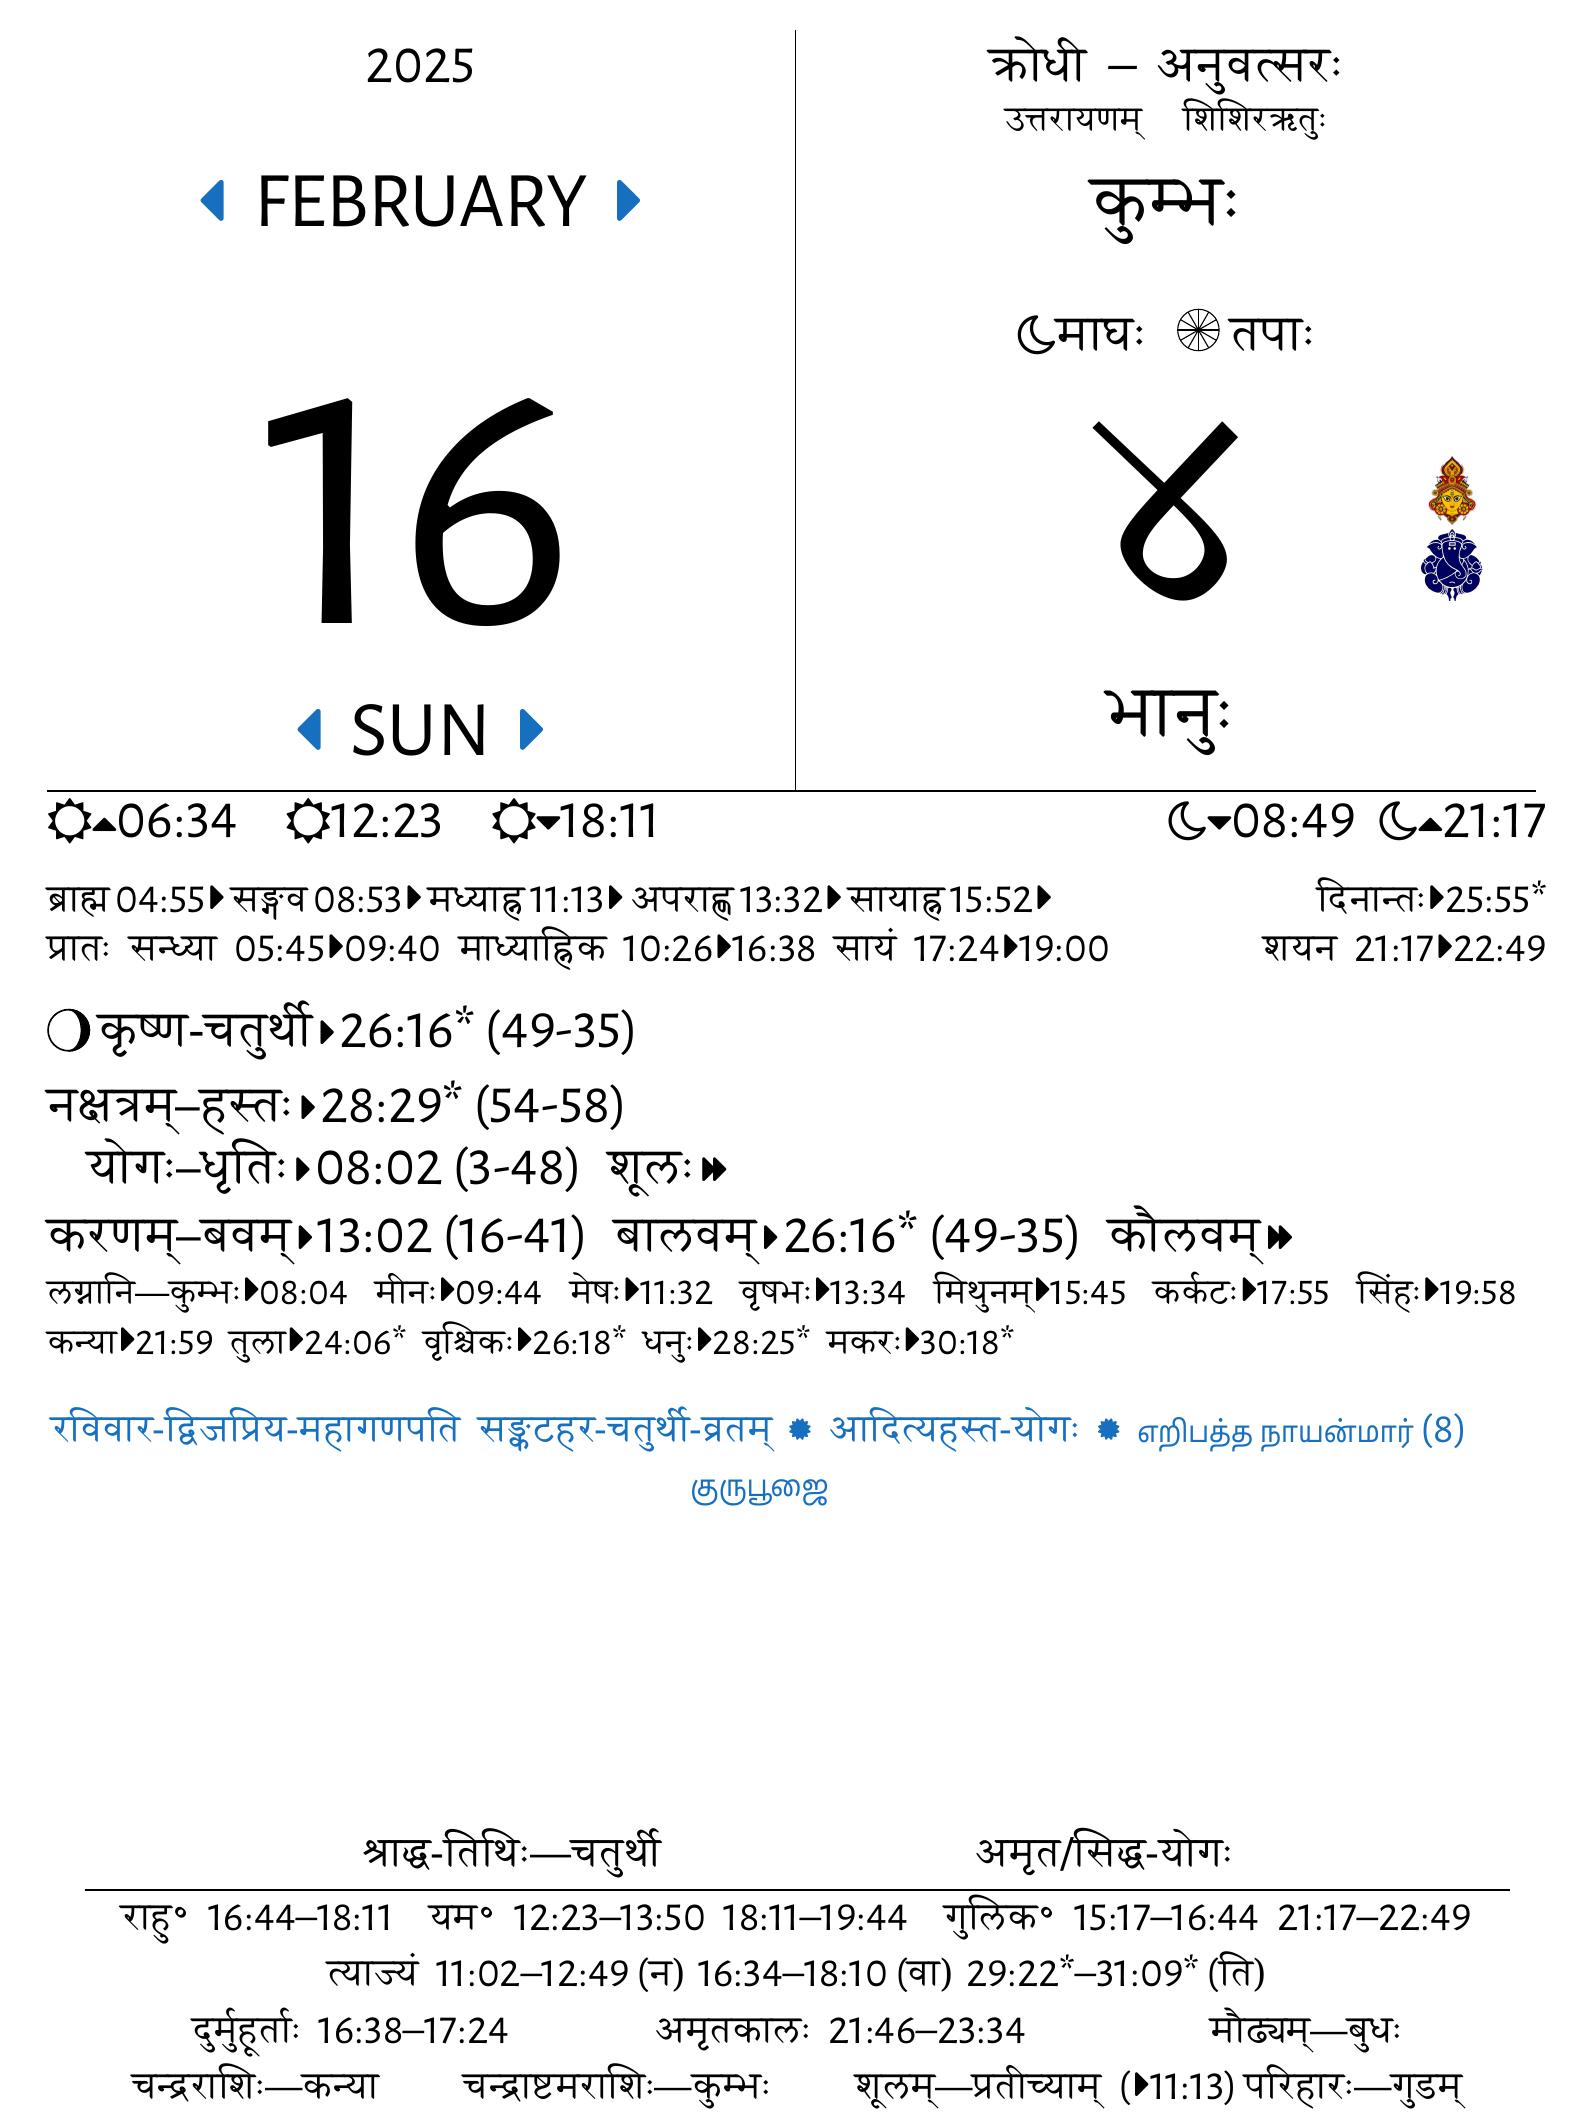 2025
FEBRUARY
16
SUN
क्रोधी – अनुवत्सरः
उत्तरायणम् शिशिरऋतुः
कुम्भः
माघः तपाः
४
भानुः
06:34 12:23 18:11 08:49 21:17
ब्राह्म 04:55 सङ्गव 08:53 मध्याह्न 11:13 अपराह्ण 13:32 सायाह्न 15:52 दिनान्तः 25:55*
प्रातः सन्ध्या 05:45 09:40 माध्याह्निक 10:26 16:38 सायं 17:24 19:00 शयन 21:17 22:49
कृष्ण-चतुर्थी 26:16* (49-35)
नक्षत्रम्–हस्तः 28:29* (54-58)
योगः–धृतिः 08:02 (3-48) शूलः
करणम्–बवम् 13:02 (16-41) बालवम् 26:16* (49-35) कौलवम्
लग्नानि—कुम्भः 08:04 मीनः 09:44 मेषः 11:32 वृषभः 13:34 मिथुनम् 15:45 कर्कटः 17:55 सिंहः 19:58
कन्या 21:59 तुला 24:06* वृश्चिकः 26:18* धनुः 28:25* मकरः 30:18*
रविवार-द्विजप्रिय-महागणपति सङ्कटहर-चतुर्थी-व्रतम् ✹ आदित्यहस्त-योगः ✹ எறிபத்த நாயன்மார் (8)
குருபூஜை
श्राद्ध-तिथिः—चतुर्थी अमृत/सिद्ध-योगः
राहु॰ 16:44–18:11 यम॰ 12:23–13:50 18:11–19:44 गुलिक॰ 15:17–16:44 21:17–22:49
त्याज्यं 11:02–12:49 (न) 16:34–18:10 (वा) 29:22*–31:09* (ति)
दुर्मुहूर्ताः 16:38–17:24 अमृतकालः 21:46–23:34 मौढ्यम्—बुधः
चन्द्रराशिः—कन्या चन्द्राष्टमराशिः—कुम्भः शूलम्—प्रतीच्याम् (11:13) परिहारः—गुडम्